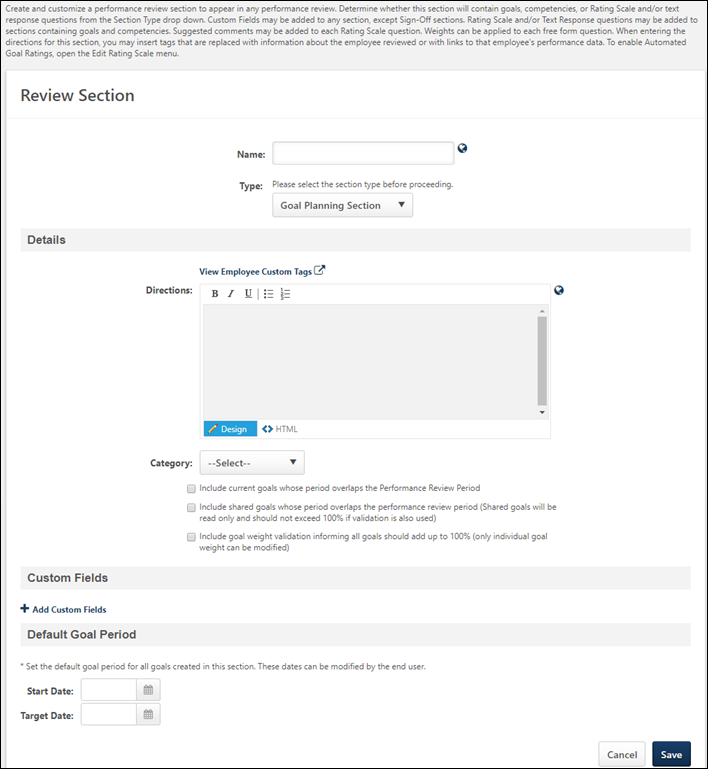 Create and customize a performance review section to appear in any performance review. Determine whether this section will contain goals, competencies, or Rating Scale and/or text
response questions from the Section Type drop down. Custom Fields may be added to any section, except Sign-Off sections. Rating Scale and/or Text Response questions may be added to
sections containing goals and competencies. Suggested comments may be added to each Rating Scale question. Weights can be applied to each free form question. When entering the
directions for this section, you may insert tags that are replaced with information about the employee reviewed or with links to that employee's performance data. To enable Automated
Goal Ratings, open the Edit Rating Scale menu.
Review Section
Name:
Type: Please select the section type before proceeding.
Goal Planning Section
Details
View Employee Custom Tags
Directions:
B I U
Design HTML
Category: --Select--
Include current goals whose period overlaps the Performance Review Period
Include shared goals whose period overlaps the performance review period (Shared goals will be
read only and should not exceed 100% if validation is also used)
Include goal weight validation informing all goals should add up to 100% (only individual goal
weight can be modified)
Custom Fields
+ Add Custom Fields
Default Goal Period
* Set the default goal period for all goals created in this section. These dates can be modified by the end user.
Start Date:
Target Date:
Cancel Save